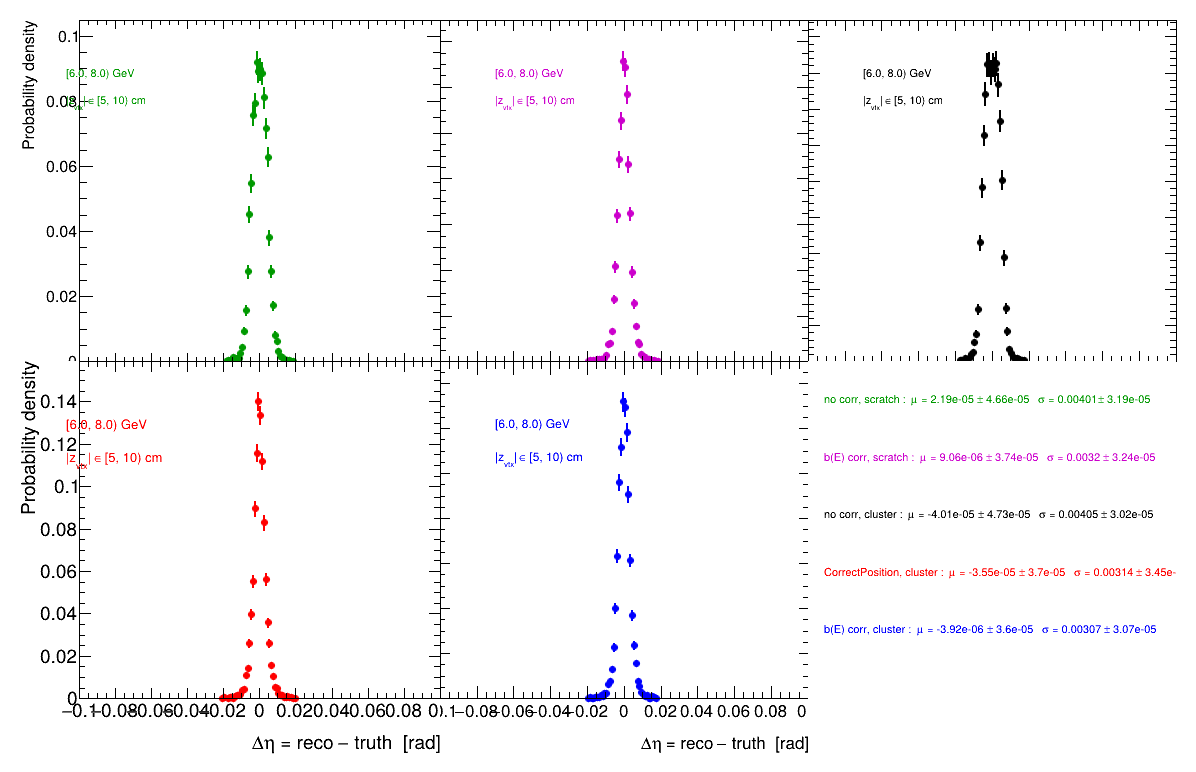 Probability density
0.1
0.08
0.06
0.04
0.02
0
[6.0, 8.0) GeV
|z_vtx| ∈ [5, 10) cm
[6.0, 8.0) GeV
|z_vtx| ∈ [5, 10) cm
[6.0, 8.0) GeV
|z_vtx| ∈ [5, 10) cm
Probability density
0.14
0.12
0.1
0.08
0.06
0.04
0.02
0
[6.0, 8.0) GeV
|z_vtx| ∈ [5, 10) cm
−0.1 −0.08 −0.06 −0.04 −0.02 0 0.02 0.04 0.06 0.08 0.1
Δη = reco − truth [rad]
[6.0, 8.0) GeV
|z_vtx| ∈ [5, 10) cm
−0.08 −0.06 −0.04 −0.02 0 0.02 0.04 0.06 0.08 0
Δη = reco − truth [rad]
no corr, scratch : μ = 2.19e-05 ± 4.66e-05 σ = 0.00401 ± 3.19e-05
b(E) corr, scratch : μ = 9.06e-06 ± 3.74e-05 σ = 0.0032 ± 3.24e-05
no corr, cluster : μ = -4.01e-05 ± 4.73e-05 σ = 0.00405 ± 3.02e-05
CorrectPosition, cluster : μ = -3.55e-05 ± 3.7e-05 σ = 0.00314 ± 3.45e-
b(E) corr, cluster : μ = -3.92e-06 ± 3.6e-05 σ = 0.00307 ± 3.07e-05